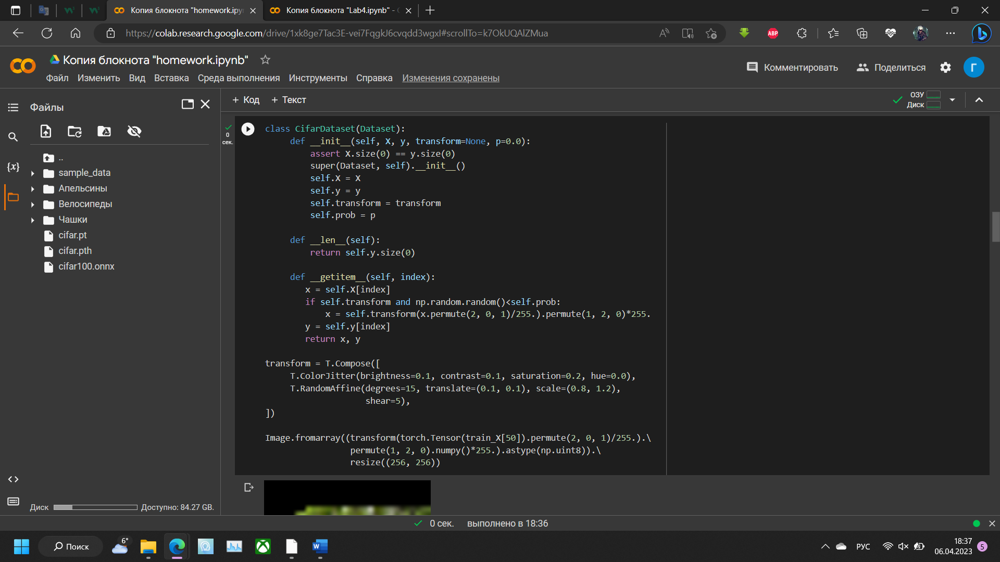 Копия блокнота "homework.ipyn
Копия блокнота "Lab4.ipynb" -
https://colab.research.google.com/drive/1xk8ge7Tac3E-vei7FqgkJ6cvqdd3wgxI#scrollTo=k7OkUQAlZMua
ABP
Копия блокнота "homework.ipynb"
Комментировать
Поделиться
Г
Файл Изменить Вид Вставка Среда выполнения Инструменты Справка Изменения сохранены
Файлы
+ Код + Текст
ОЗУ
Диск
..
sample_data
Апельсины
Велосипеды
Чашки
cifar.pt
cifar.pth
cifar100.onnx
{x}
<>
Диск Доступно: 84.27 GB.
0
сек.
class CifarDataset(Dataset):
def __init__(self, X, y, transform=None, p=0.0):
assert X.size(0) == y.size(0)
super(Dataset, self).__init__()
self.X = X
self.y = y
self.transform = transform
self.prob = p
def __len__(self):
return self.y.size(0)
def __getitem__(self, index):
x = self.X[index]
if self.transform and np.random.random()<self.prob:
x = self.transform(x.permute(2, 0, 1)/255.).permute(1, 2, 0)*255.
y = self.y[index]
return x, y
transform = T.Compose([
T.ColorJitter(brightness=0.1, contrast=0.1, saturation=0.2, hue=0.0),
T.RandomAffine(degrees=15, translate=(0.1, 0.1), scale=(0.8, 1.2),
shear=5),
])
Image.fromarray((transform(torch.Tensor(train_X[50]).permute(2, 0, 1)/255.).\
permute(1, 2, 0).numpy()*255.).astype(np.uint8)).\
resize((256, 256))
0 сек. выполнено в 18:36
Поиск
6°
РУС
18:37
06.04.2023
5